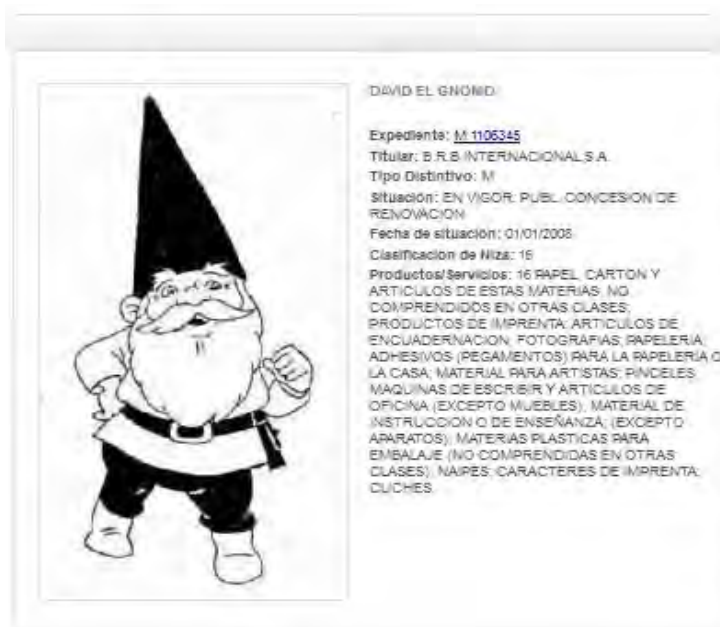 DAVID EL GNOMO
Expediente: M 1106345
Titular: B.R.B INTERNACIONAL, S.A.
Tipo Distintivo: M
Situación: EN VIGOR: PUBL. CONCESION DE
RENOVACION
Fecha de situación: 01/01/2008
Clasificación de Niza: 16
Productos/Servicios: 16 PAPEL, CARTON Y
ARTICULOS DE ESTAS MATERIAS, NO
COMPRENDIDOS EN OTRAS CLASES;
PRODUCTOS DE IMPRENTA; ARTICULOS DE
ENCUADERNACION; FOTOGRAFIAS; PAPELERIA;
ADHESIVOS (PEGAMENTOS) PARA LA PAPELERIA O
LA CASA; MATERIAL PARA ARTISTAS; PINCELES;
MAQUINAS DE ESCRIBIR Y ARTICULOS DE
OFICINA (EXCEPTO MUEBLES); MATERIAL DE
INSTRUCCION O DE ENSEÑANZA; (EXCEPTO
APARATOS); MATERIAS PLASTICAS PARA
EMBALAJE (NO COMPRENDIDAS EN OTRAS
CLASES); NAIPES; CARACTERES DE IMPRENTA;
CLICHES.